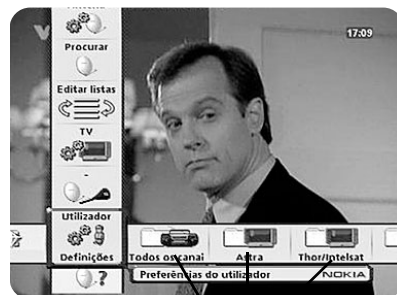 17:09
Procurar
Editar listas
TV
-
Utilizador
Definições
Todos os canai
Astra
Thor/Intelsat
?
Preferências do utilizador
NOKIA